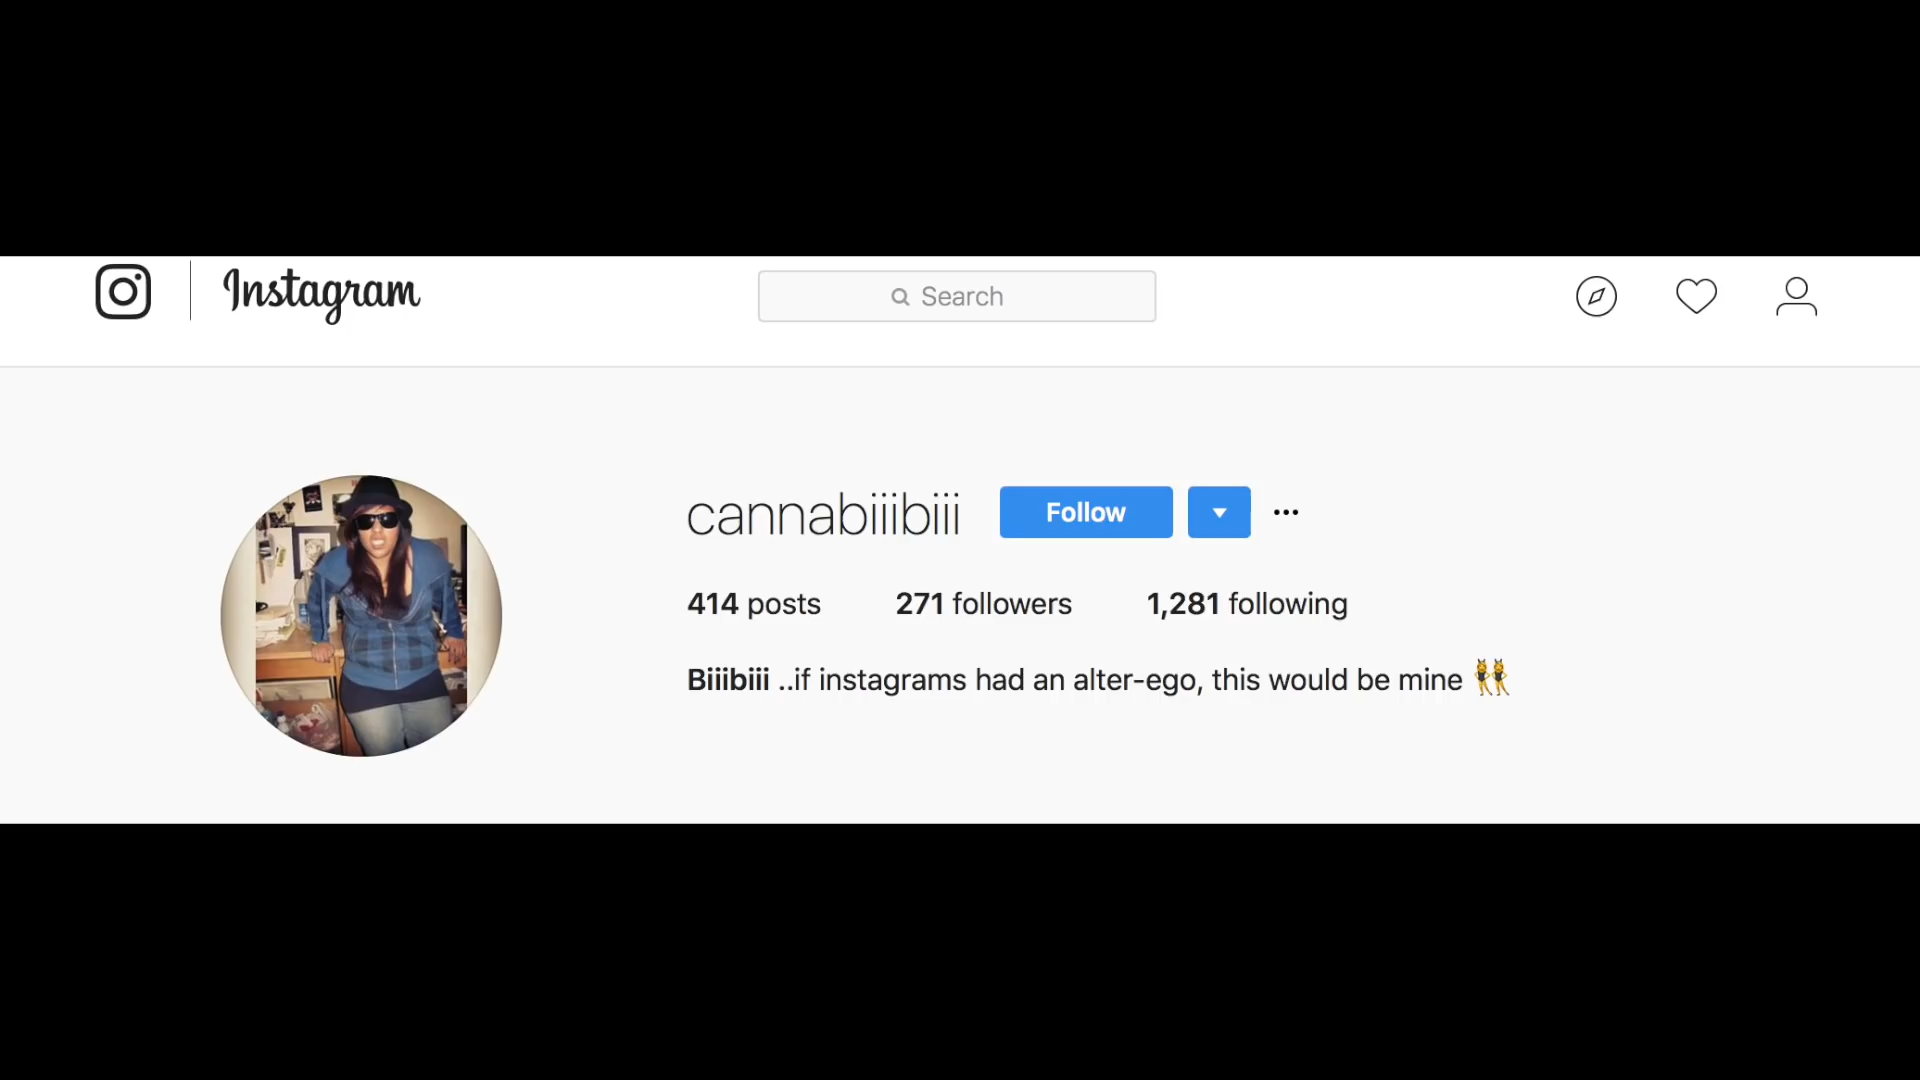 Instagram
Search
cannabiiibiii Follow
414 posts 271 followers 1,281 following
Biiibiii ..if instagrams had an alter-ego, this would be mine 👯